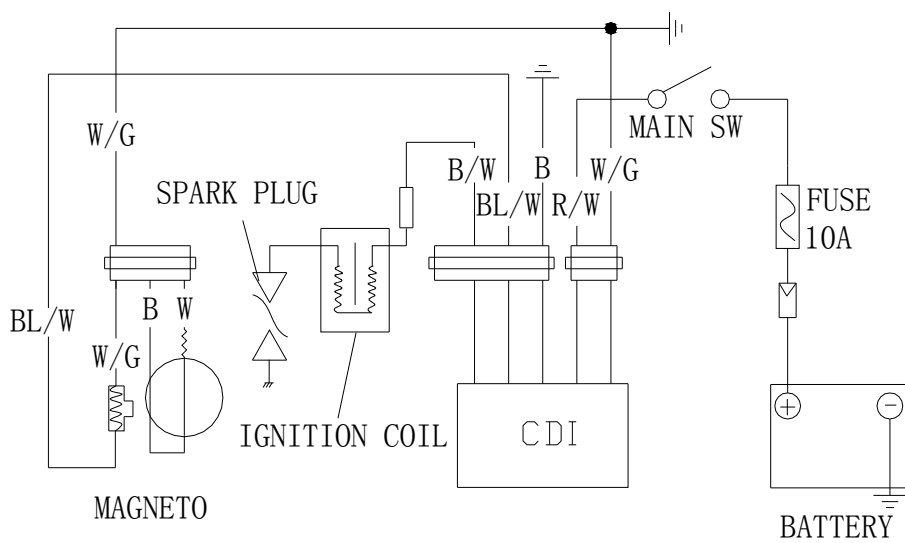 W/G
MAIN SW
B/W
B
W/G
SPARK PLUG
BL/W
R/W
FUSE
10A
B
W
BL/W
W/G
+
-
IGNITION COIL
CDI
MAGNETO
BATTERY